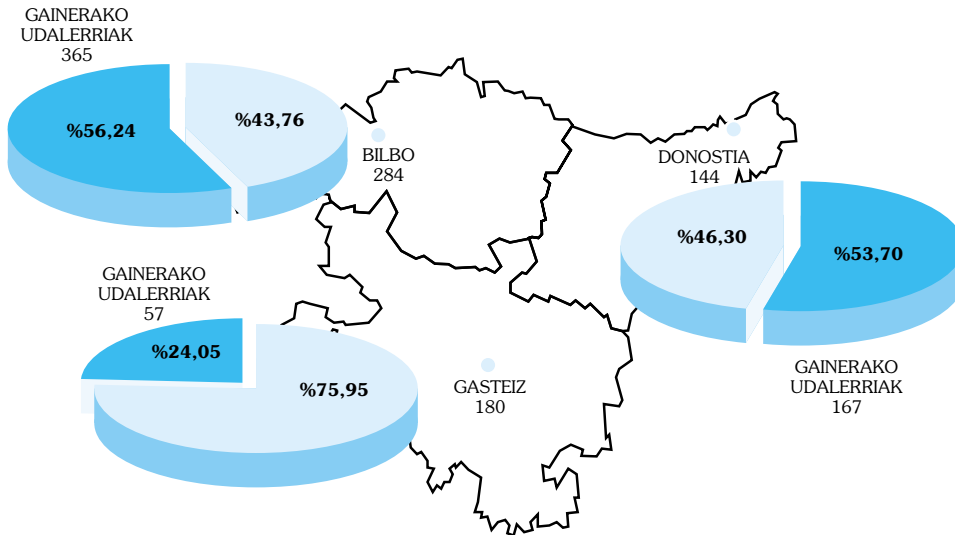 GAINERAKO
UDALERRIAK
365
%56,24
%43,76
BILBO
284
DONOSTIA
144
%46,30
%53,70
GAINERAKO
UDALERRIAK
167
GAINERAKO
UDALERRIAK
57
%24,05
%75,95
GASTEIZ
180